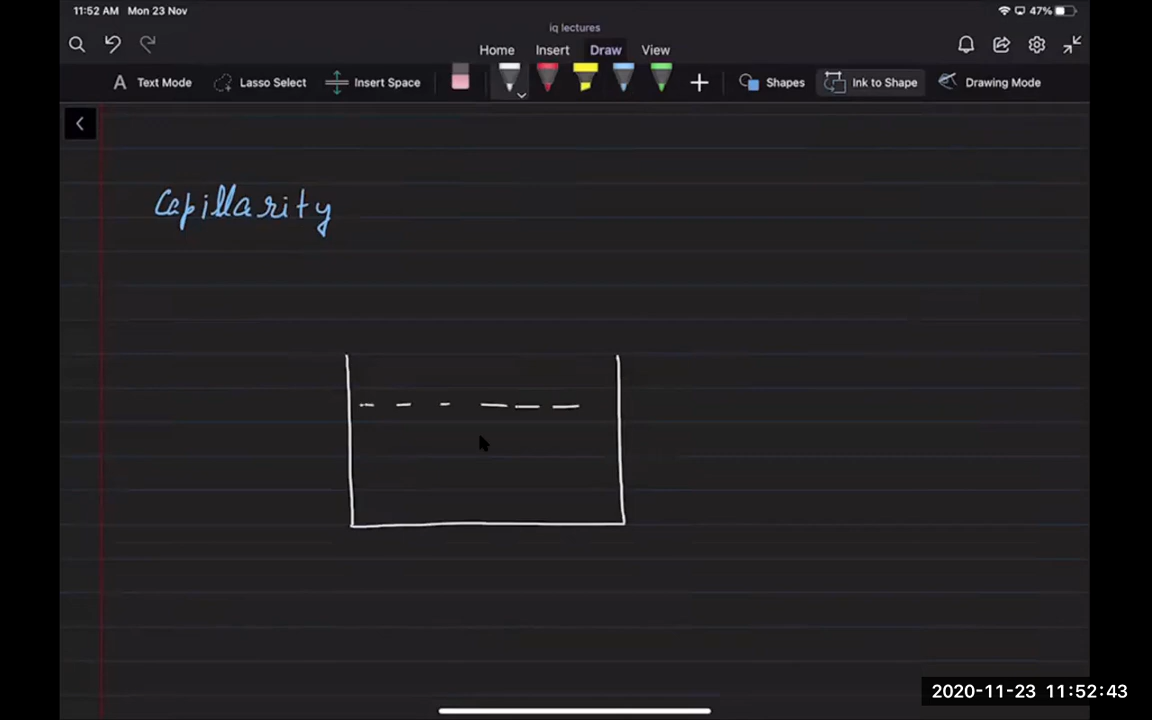 11:52 AM Mon 23 Nov
47%
iq lectures
Home Insert Draw View
Text Mode Lasso Select Insert Space Shapes Ink to Shape Drawing Mode
Capillarity
2020-11-23 11:52:43